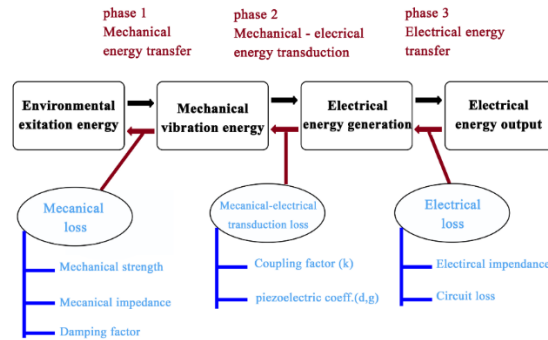 phase 1
Mechanical
energy transfer
phase 2
Mechanical - elecrical
energy transduction
phase 3
Electrical energy
transfer
Environmental
exitation energy
Mechanical
vibration energy
Electrical
energy generation
Electrical
energy output
Mecanical
loss
Mecanical-electrical
transduction loss
Electrical
loss
Mechanical strength
Mecanical impedance
Damping factor
Coupling factor (k)
piezoelectric coeff.(d,g)
Electircal impendance
Circuit loss